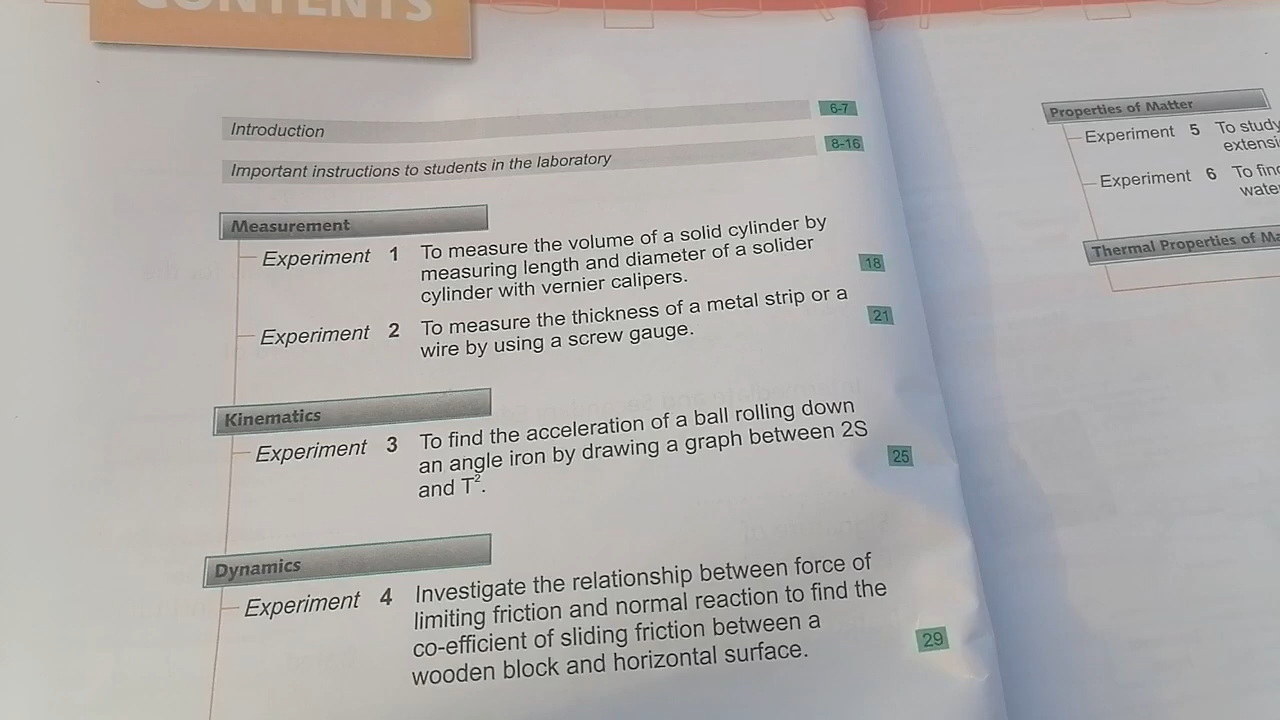 CONTENTS
Introduction 6-7
Important instructions to students in the laboratory 8-16
Measurement
Experiment 1 To measure the volume of a solid cylinder by
measuring length and diameter of a solider
cylinder with vernier calipers. 18
Experiment 2 To measure the thickness of a metal strip or a
wire by using a screw gauge. 21
Kinematics
Experiment 3 To find the acceleration of a ball rolling down
an angle iron by drawing a graph between 2S
and T². 25
Dynamics
Experiment 4 Investigate the relationship between force of
limiting friction and normal reaction to find the
co-efficient of sliding friction between a
wooden block and horizontal surface. 29
Properties of Matter
Experiment 5 To study
Experiment 6 To
Thermal Properties of